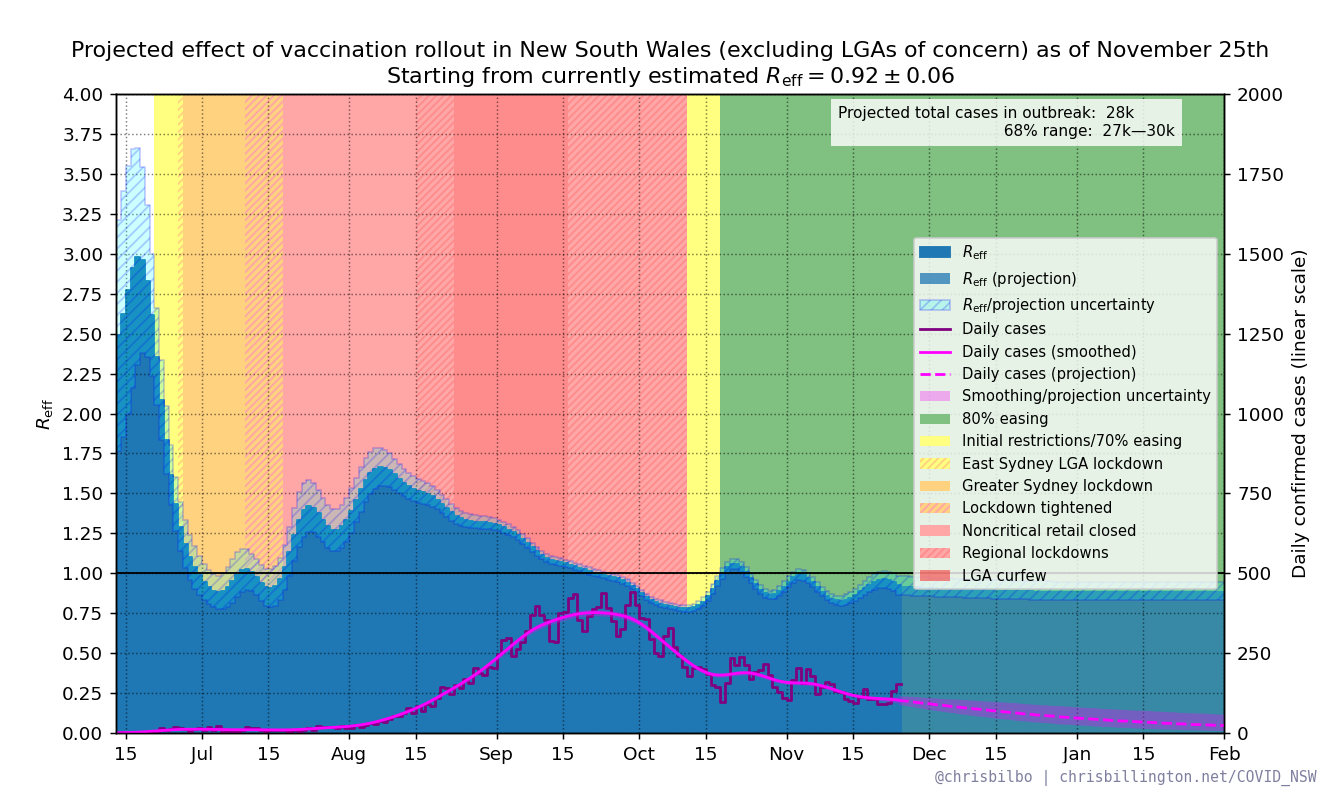 Projected effect of vaccination rollout in New South Wales (excluding LGAs of concern) as of November 25th
Starting from currently estimated R_eff = 0.92 ± 0.06
Projected total cases in outbreak: 28k
68% range: 27k—30k
4.00
3.75
3.50
3.25
3.00
2.75
2.50
2.25
2.00
1.75
1.50
1.25
1.00
0.75
0.50
0.25
0.00
R_eff
2000
1750
1500
1250
1000
750
500
250
0
Daily confirmed cases (linear scale)
R_eff
R_eff (projection)
R_eff/projection uncertainty
Daily cases
Daily cases (smoothed)
Daily cases (projection)
Smoothing/projection uncertainty
80% easing
Initial restrictions/70% easing
East Sydney LGA lockdown
Greater Sydney lockdown
Lockdown tightened
Noncritical retail closed
Regional lockdowns
LGA curfew
15 Jul 15 Aug 15 Sep 15 Oct 15 Nov 15 Dec 15 Jan 15 Feb
@chrisbilbo | chrisbillington.net/COVID_NSW